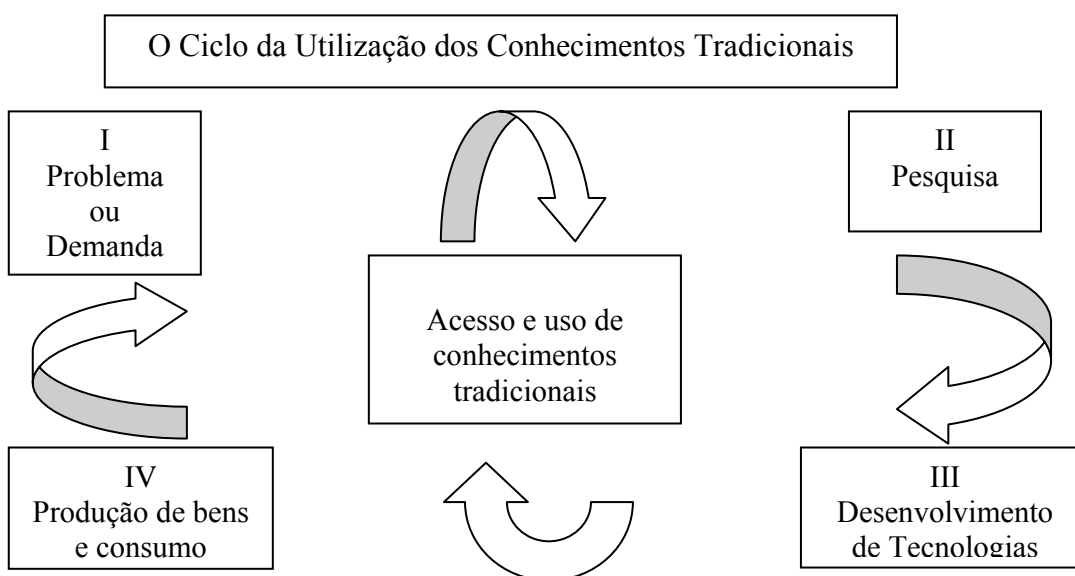 O Ciclo da Utilização dos Conhecimentos Tradicionais
I
Problema
ou
Demanda
II
Pesquisa
Acesso e uso de
conhecimentos
tradicionais
IV
Produção de bens
e consumo
III
Desenvolvimento
de Tecnologias